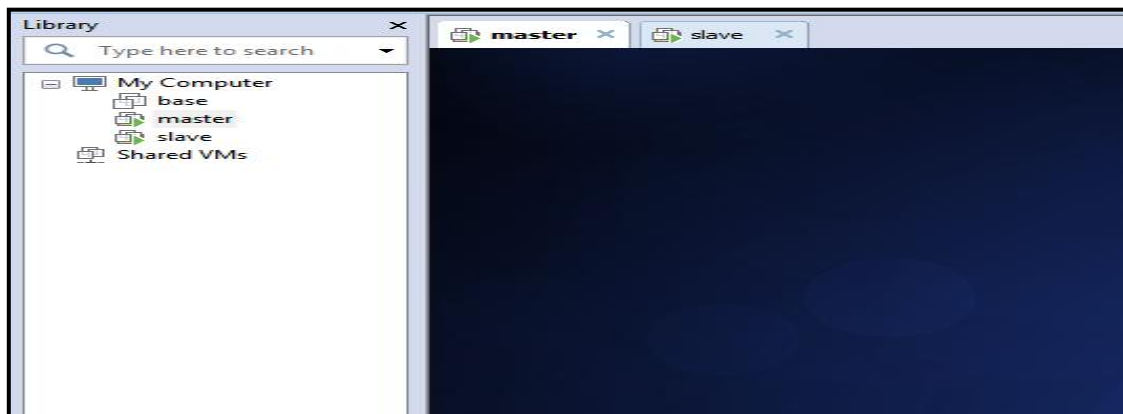 Library
Type here to search
My Computer
base
master
slave
Shared VMs
master
slave